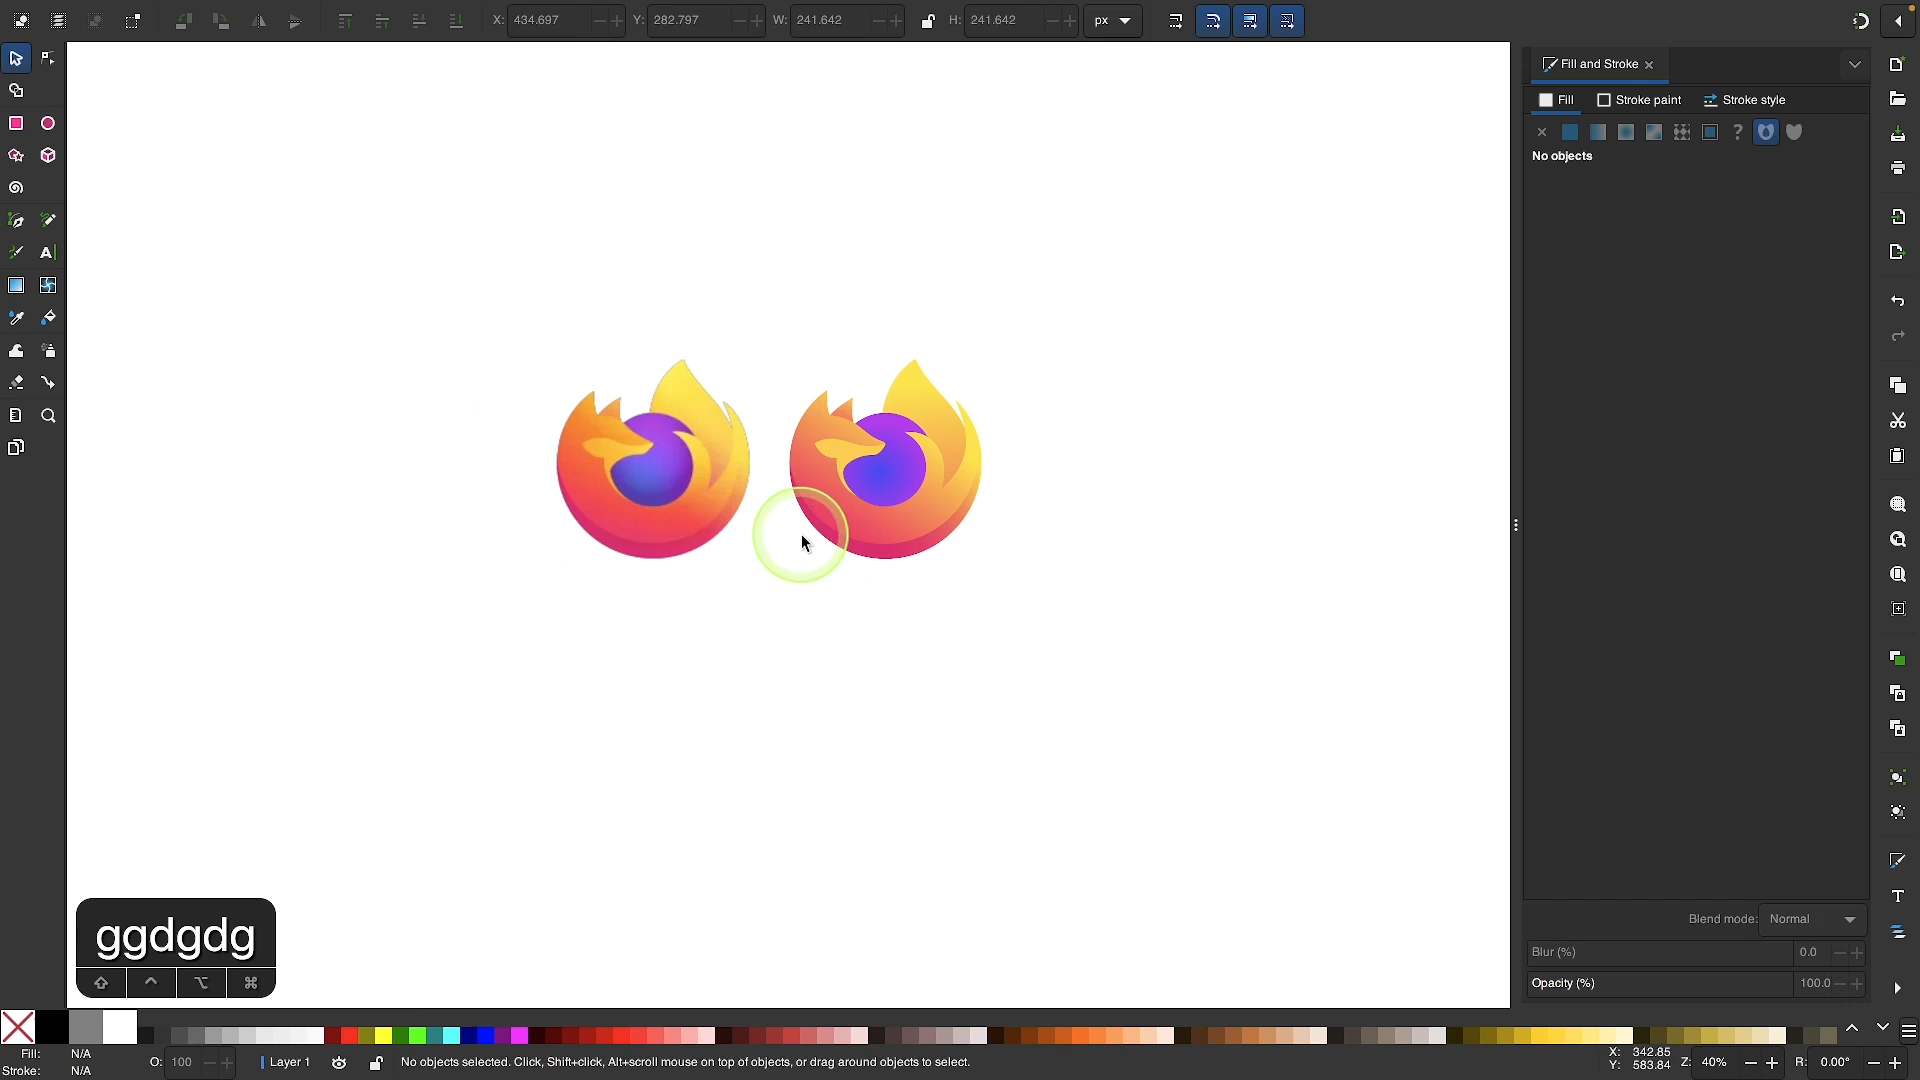 X: 434.697 Y: 282.797 W: 241.642 H: 241.642 px
Fill and Stroke
Fill Stroke paint Stroke style
?
No objects
A
ggdgdg
Blend mode: Normal
Blur (%) 0.0
Opacity (%) 100.0
Fill: N/A
Stroke: N/A
O: 100
Layer 1
No objects selected. Click, Shift+click, Alt+scroll mouse on top of objects, or drag around objects to select.
X: 342.85
Y: 583.84
Z: 40%
R: 0.00°